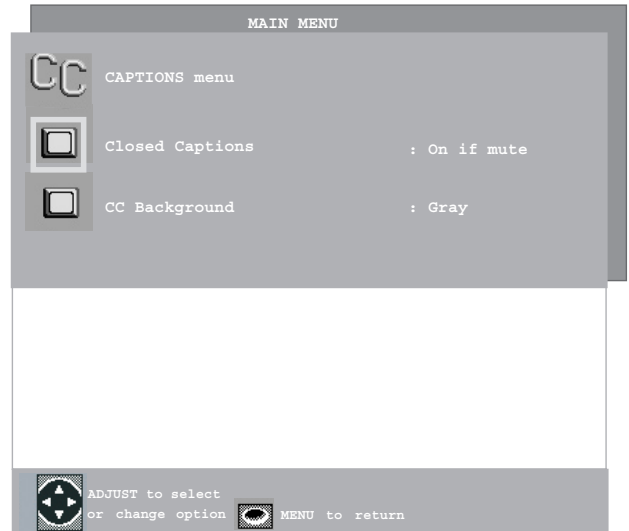 MAIN MENU
CC CAPTIONS menu
Closed Captions : On if mute
CC Background : Gray
ADJUST to select
or change option MENU to return